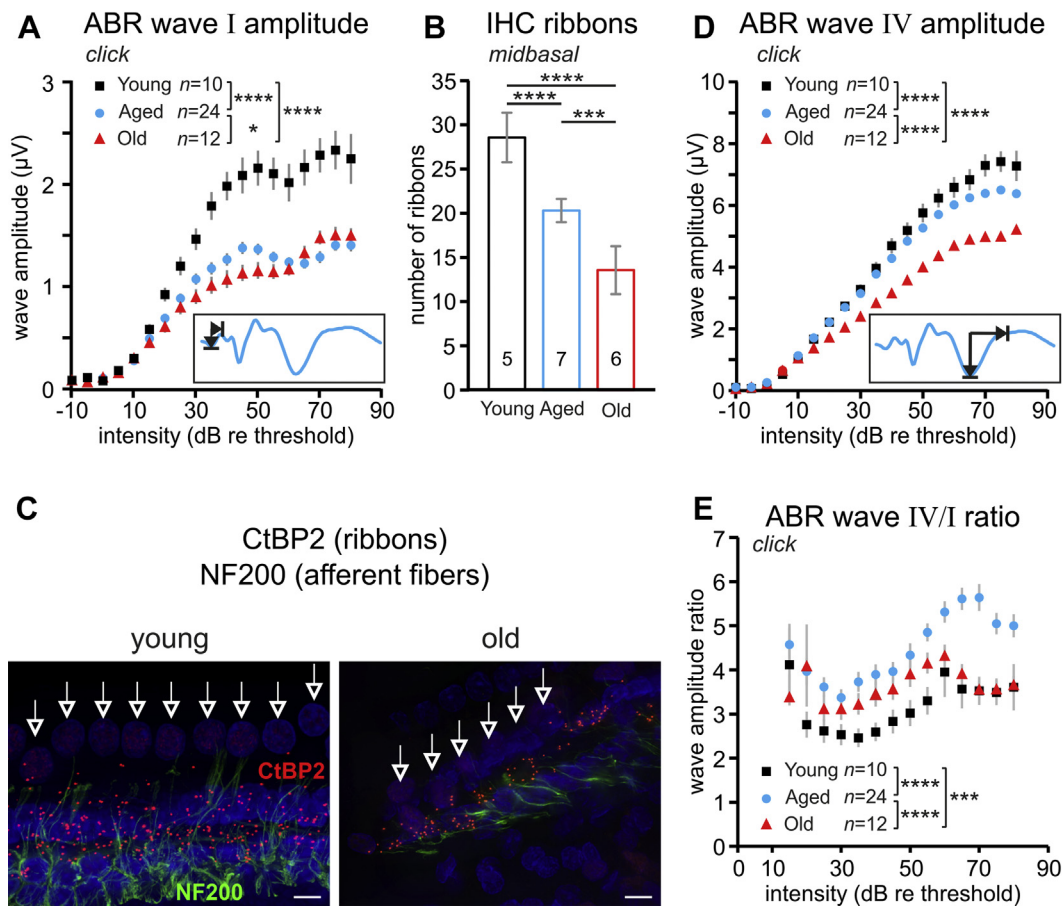 A ABR wave I amplitude
click
Young n=10
Aged n=24
Old n=12
****
*
****
wave amplitude (µV)
3
2
1
0
-10 10 30 50 70 90
intensity (dB re threshold)
B IHC ribbons
midbasal
****
**** ***
number of ribbons
35
30
25
20
15
10
5
0
5 7 6
Young Aged Old
D ABR wave IV amplitude
click
Young n=10
Aged n=24
Old n=12
****
****
****
wave amplitude (µV)
10
8
6
4
2
0
-10 10 30 50 70 90
intensity (dB re threshold)
C
CtBP2 (ribbons)
NF200 (afferent fibers)
young old
CtBP2
NF200
E ABR wave IV/I ratio
click
wave amplitude ratio
7
6
5
4
3
2
1
0
Young n=10
Aged n=24
Old n=12
****
****
***
0 10 30 50 70 90
intensity (dB re threshold)